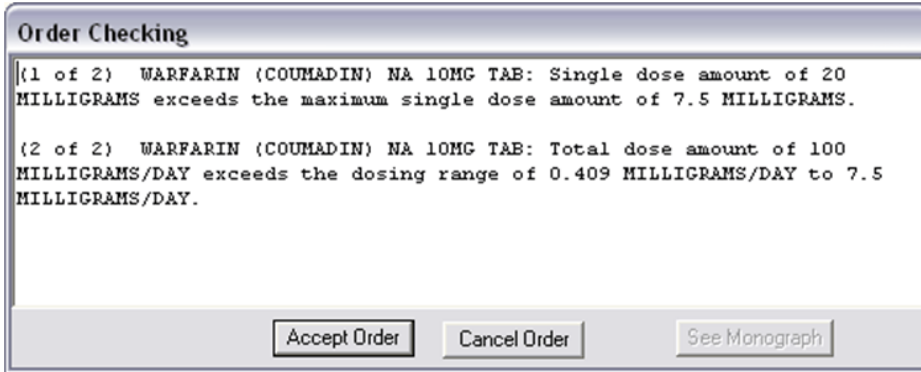 Order Checking
(1 of 2)  WARFARIN (COUMADIN) NA 10MG TAB: Single dose amount of 20
MILLIGRAMS exceeds the maximum single dose amount of 7.5 MILLIGRAMS.
(2 of 2)  WARFARIN (COUMADIN) NA 10MG TAB: Total dose amount of 100
MILLIGRAMS/DAY exceeds the dosing range of 0.409 MILLIGRAMS/DAY to 7.5
MILLIGRAMS/DAY.
Accept Order Cancel Order See Monograph